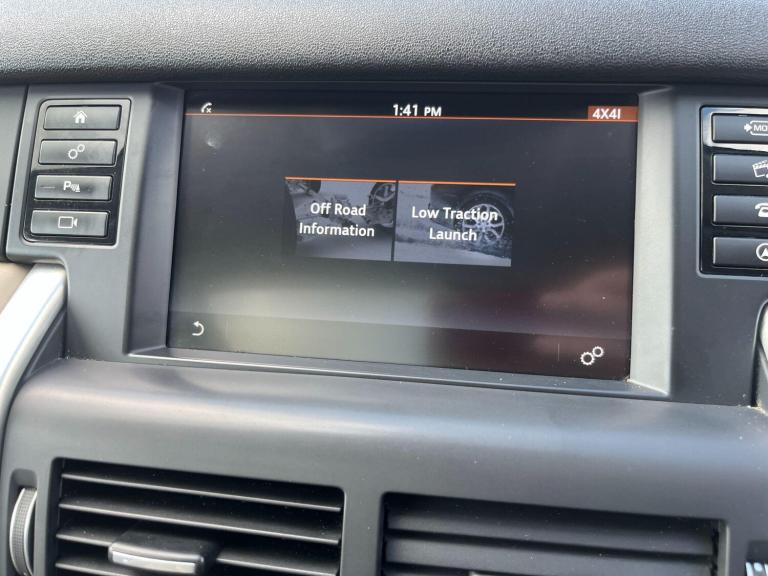 1:41 PM
4X4I
Off Road
Information
Low Traction
Launch
P